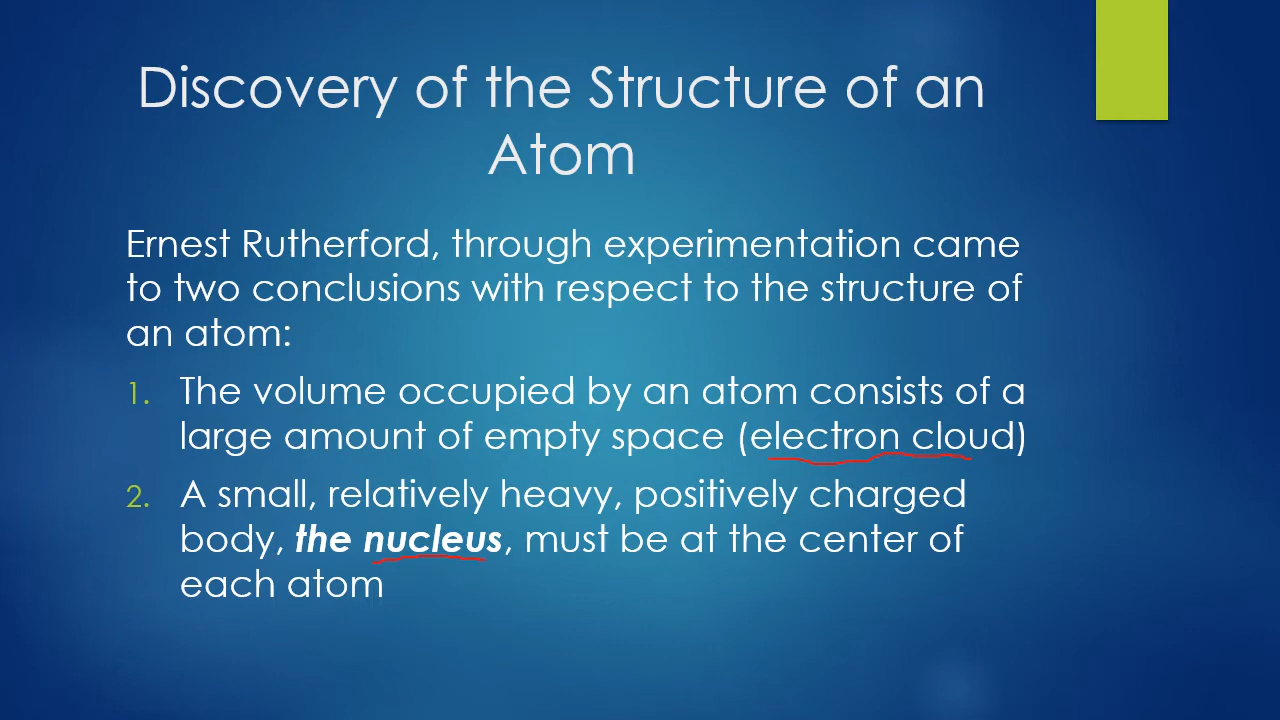 Discovery of the Structure of an
Atom
Ernest Rutherford, through experimentation came
to two conclusions with respect to the structure of
an atom:
1. The volume occupied by an atom consists of a
large amount of empty space (electron cloud)
2. A small, relatively heavy, positively charged
body, the nucleus, must be at the center of
each atom